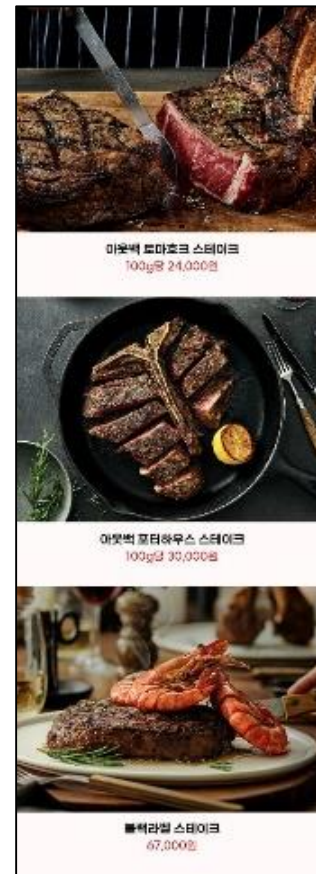 아웃백 토마호크 스테이크
100g당 24,000원
아웃백 포터하우스 스테이크
100g당 30,000원
블랙라벨 스테이크
67,000원